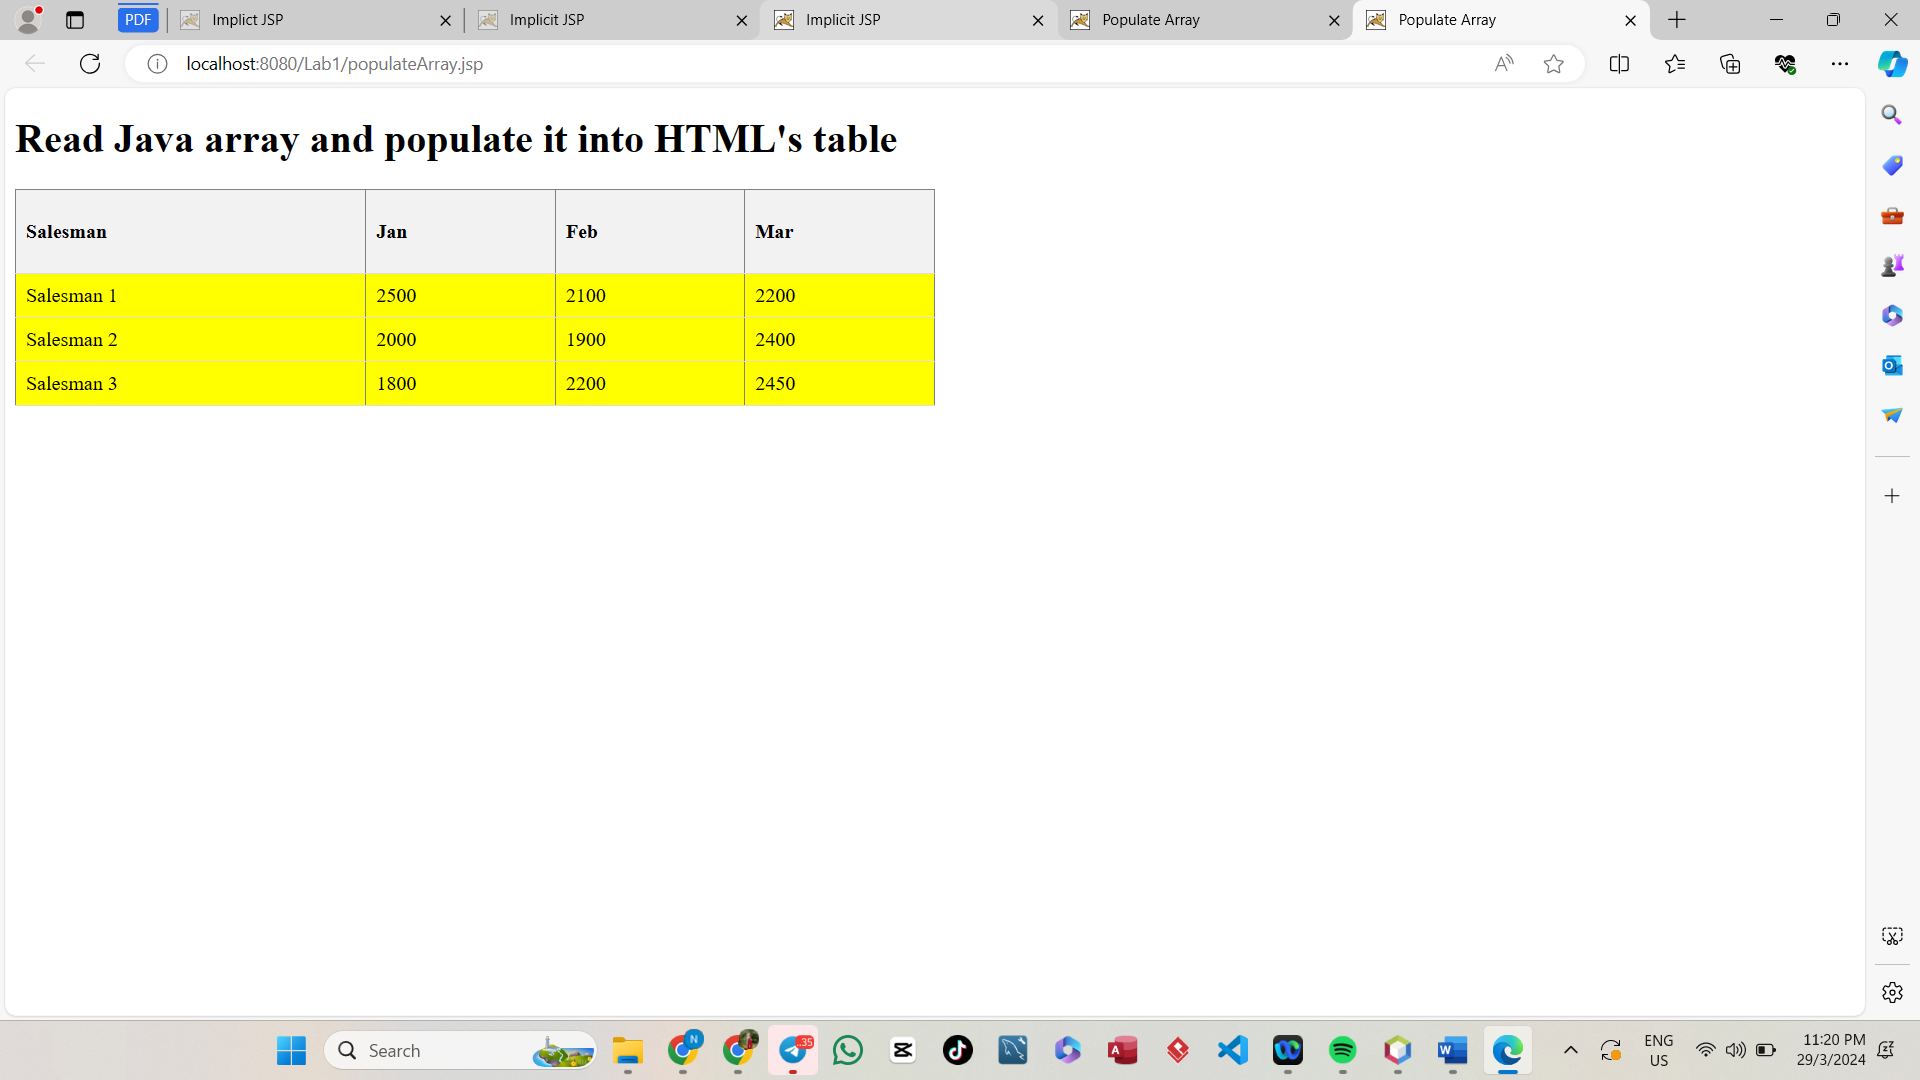 PDF
Implict JSP
Implicit JSP
Implicit JSP
Populate Array
Populate Array
localhost:8080/Lab1/populateArray.jsp
Read Java array and populate it into HTML's table
Salesman Jan Feb Mar
Salesman 1 2500 2100 2200
Salesman 2 2000 1900 2400
Salesman 3 1800 2200 2450
Search
N
..35
A
W
ENG
US
11:20 PM
29/3/2024